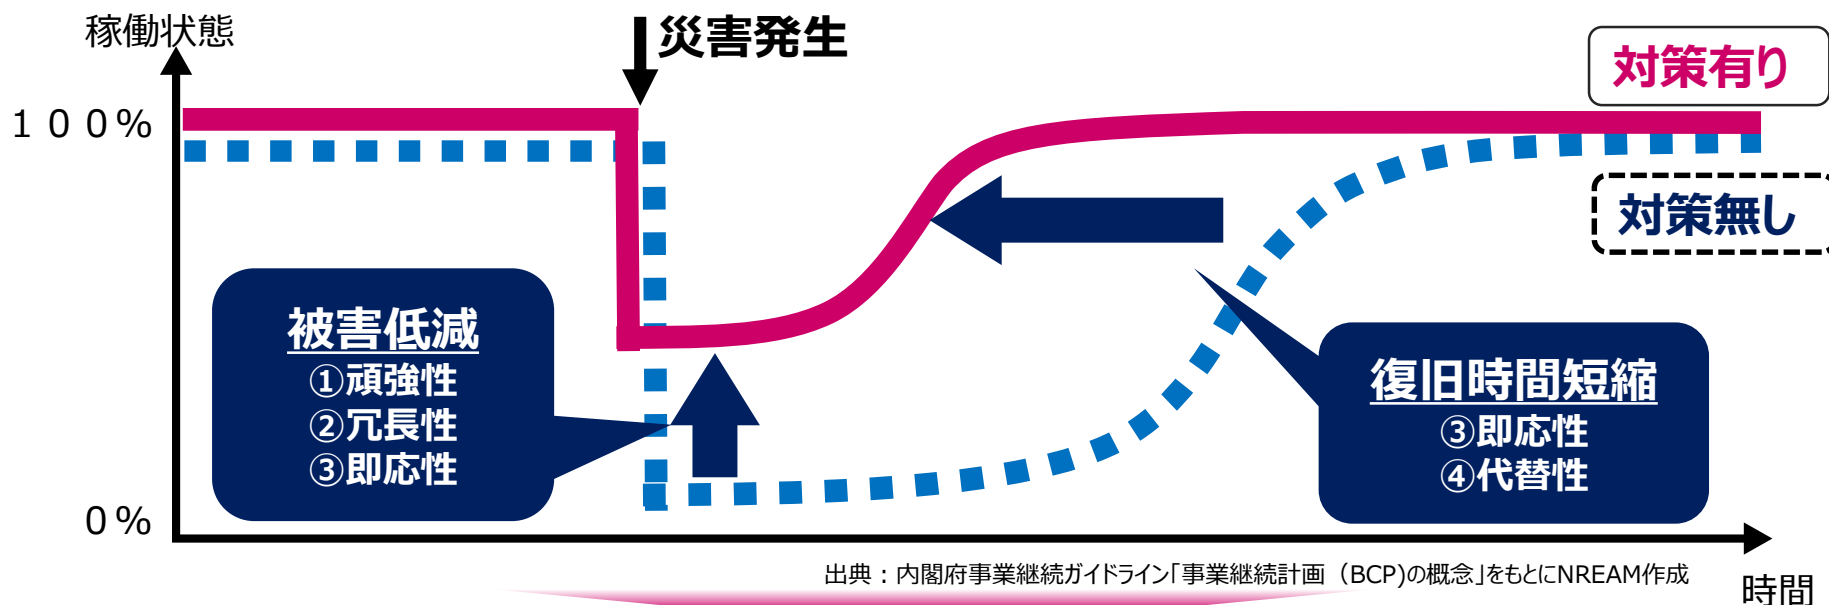 稼働状態
災害発生
対策有り
１００%
対策無し
被害低減
①頑強性
②冗長性
③即応性
復旧時間短縮
③即応性
④代替性
0%
出典：内閣府事業継続ガイドライン「事業継続計画（BCP)の概念」をもとにNREAM作成
時間